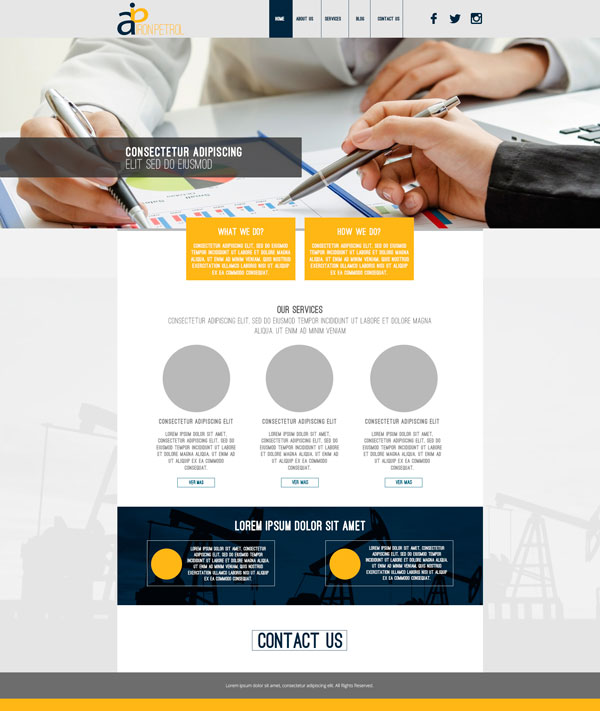 aip
IRONPETROL
HOME ABOUT US SERVICES BLOG CONTACT US
CONSECTETUR ADIPISCING
ELIT SED DO EIUSMOD
WHAT WE DO?
CONSECTETUR ADIPISCING ELIT, SED DO
EIUSMOD TEMPOR INCIDIDUNT UT LABORE ET
ALIQUA. UT ENIM AD MINIM VENIAM, QUIS NOSTRUD
EXERCITATION ULLAMCO LABORIS NISI UT ALIQUIP
EX EA COMMODO CONSEQUAT.
HOW WE DO?
CONSECTETUR ADIPISCING ELIT, SED DO EIUSMOD
TEMPOR INCIDIDUNT UT LABORE ET DOLORE MAGNA
ALIQUA. UT ENIM AD MINIM VENIAM, QUIS NOSTRUD
EXERCITATION ULLAMCO LABORIS NISI UT ALIQUIP
EX EA COMMODO CONSEQUAT.
OUR SERVICES
CONSECTETUR ADIPISCING ELIT, SED DO EIUSMOD TEMPOR INCIDIDUNT UT LABORE ET DOLORE MAGNA
ALIQUA. UT ENIM AD MINIM VENIAM
CONSECTETUR ADIPISCING ELIT
LOREM IPSUM DOLOR SIT AMET,
CONSECTETUR ADIPISCING ELIT, SED DO
EIUSMOD TEMPOR INCIDIDUNT UT LABORE
ET DOLORE MAGNA ALIQUA. UT ENIM AD
UT ALIQUIP EX EA COMMODO
CONSEQUAT.
VER MAS
CONSECTETUR ADIPISCING ELIT
LOREM IPSUM DOLOR SIT AMET,
CONSECTETUR ADIPISCING ELIT, SED DO
EIUSMOD TEMPOR INCIDIDUNT UT LABORE
ET DOLORE MAGNA ALIQUA. UT ENIM AD
UT ALIQUIP EX EA COMMODO
CONSEQUAT.
VER MAS
CONSECTETUR ADIPISCING ELIT
LOREM IPSUM DOLOR SIT AMET,
CONSECTETUR ADIPISCING ELIT, SED DO
EIUSMOD TEMPOR INCIDIDUNT UT LABORE
ET DOLORE MAGNA ALIQUA. UT ENIM AD
UT ALIQUIP EX EA COMMODO
CONSEQUAT.
VER MAS
LOREM IPSUM DOLOR SIT AMET
LOREM IPSUM DOLOR SIT AMET, CONSECTETUR
ADIPISCING ELIT, SED DO EIUSMOD TEMPOR
INCIDIDUNT UT LABORE ET DOLORE MAGNA
ALIQUA. UT ENIM AD MINIM VENIAM, QUIS NOSTRUD
EXERCITATION ULLAMCO LABORIS NISI UT ALIQUIP
EX EA COMMODO CONSEQUAT.
LOREM IPSUM DOLOR SIT AMET, CONSECTETUR
ADIPISCING ELIT, SED DO EIUSMOD TEMPOR
INCIDIDUNT UT LABORE ET DOLORE MAGNA
ALIQUA. UT ENIM AD MINIM VENIAM, QUIS NOSTRUD
EXERCITATION ULLAMCO LABORIS NISI UT ALIQUIP
EX EA COMMODO CONSEQUAT.
CONTACT US
Lorem ipsum dolor sit amet, consectetur adipiscing elit. All Rights Reserved.